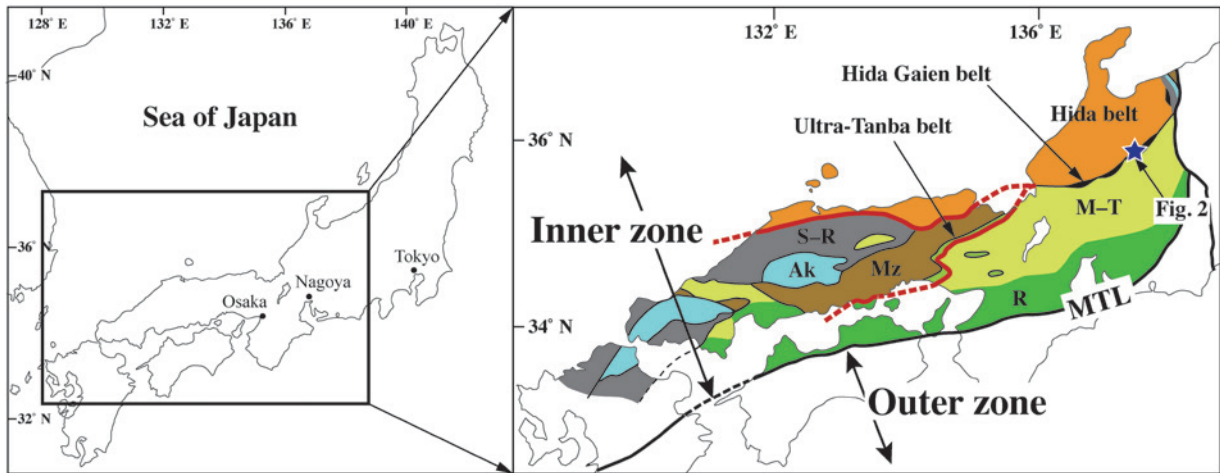 128° E
132° E
136° E
140° E
40° N
Sea of Japan
36° N
Tokyo
Nagoya
Osaka
32° N
132° E
136° E
Hida Gaien belt
Hida belt
Ultra-Tanba belt
36° N
M–T
Fig. 2
Inner zone
S–R
Ak
Mz
R
MTL
34° N
Outer zone